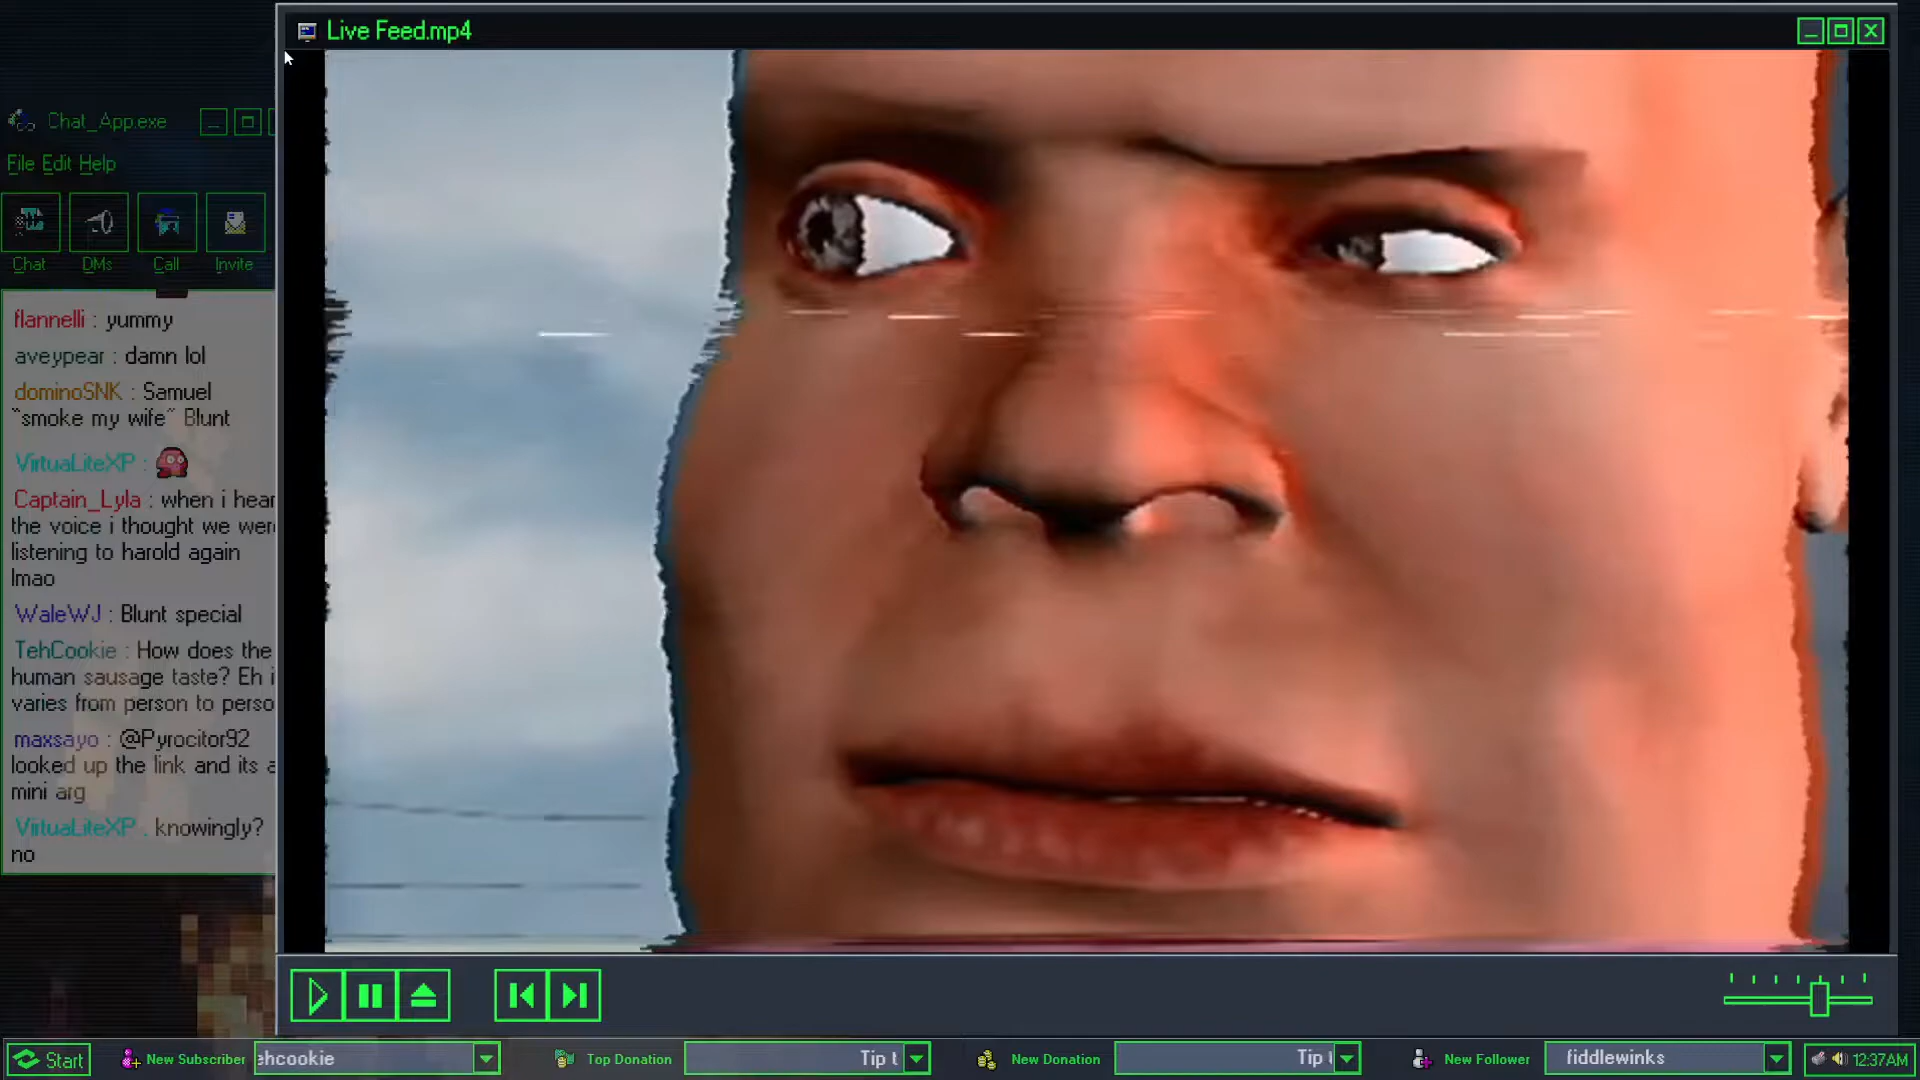 Live Feed.mp4
Chat_App.exe
File Edit Help
Chat DMs Call Invite
flannelli : yummy
aveypear : damn lol
dominoSNK : Samuel
"smoke my wife" Blunt
VirtuaLiteXP :
Captain_Lyla : when i hear
the voice i thought we were
listening to harold again
lmao
WaleWJ : Blunt special
TehCookie : How does the
human sausage taste? Eh i
varies from person to perso
maxsayo : @Pyrocitor92
looked up the link and its a
mini arg
VirtuaLiteXP : knowingly?
no
Start New Subscriber ehcookie Top Donation Tip t New Donation Tip New Follower fiddlewinks 12:37AM